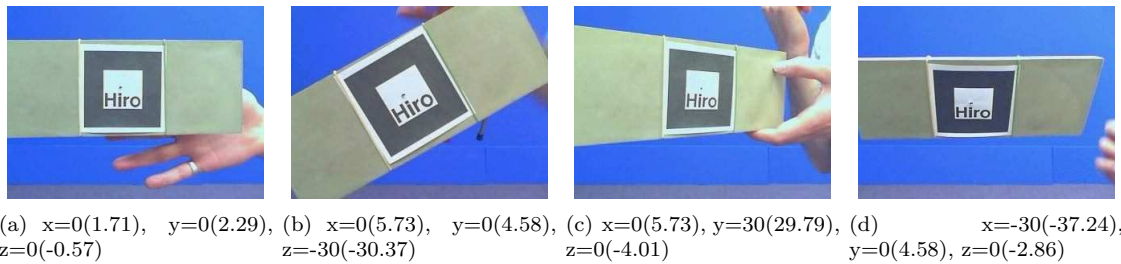 Hiro
Hiro
Hiro
Hiro
(a) x=0(1.71), y=0(2.29),
z=0(-0.57)
(b) x=0(5.73), y=0(4.58),
z=-30(-30.37)
(c) x=0(5.73), y=30(29.79),
z=0(-4.01)
(d) x=-30(-37.24),
y=0(4.58), z=0(-2.86)